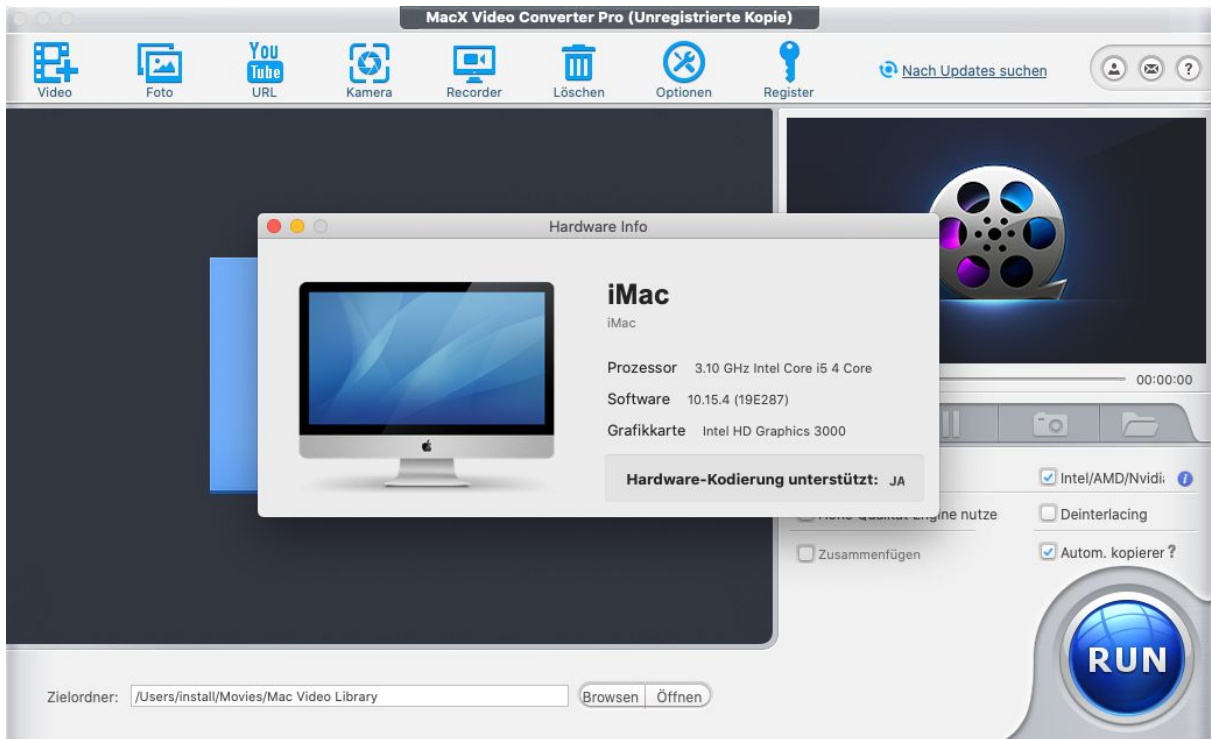 MacX Video Converter Pro (Unregistrierte Kopie)
Video
Foto
You Tube
URL
Kamera
Recorder
Löschen
Optionen
Register
Nach Updates suchen
?
Hardware Info
iMac
iMac
Prozessor 3.10 GHz Intel Core i5 4 Core
Software 10.15.4 (19E287)
Grafikkarte Intel HD Graphics 3000
Hardware-Kodierung unterstützt: JA
00:00:00
Intel/AMD/Nvidi
i
nutze
Deinterlacing
Zusammenfügen
Autom. kopierer ?
RUN
Zielordner: /Users/install/Movies/Mac Video Library
Browsen
Öffnen